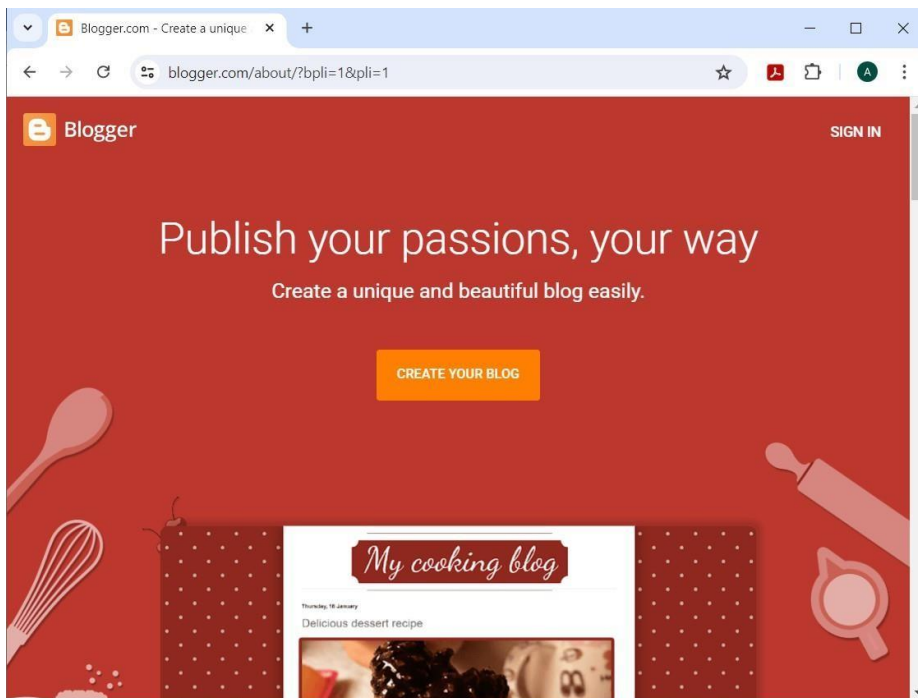 Blogger.com - Create a unique
blogger.com/about/?bpli=1&pli=1
A
Blogger
SIGN IN
Publish your passions, your way
Create a unique and beautiful blog easily.
CREATE YOUR BLOG
My cooking blog
Thursday, 16 January
Delicious dessert recipe